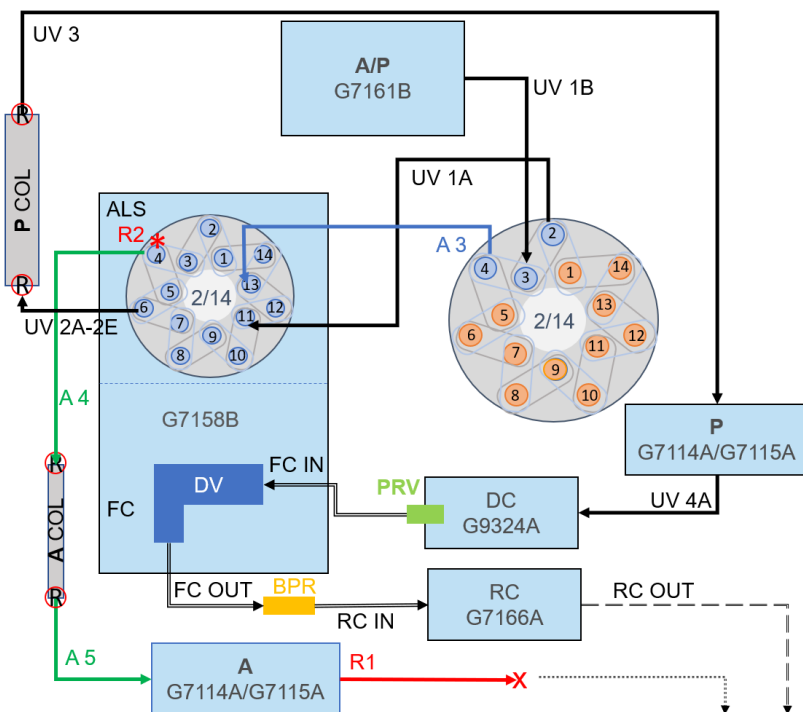 UV 3
A/P
G7161B
UV 1B
R
P COL
R
UV 1A
ALS
R2
*
2
4
3
1
14
13
5
2/14
6
7
11
12
9
8
10
A 3
2
4
3
1
14
5
13
2/14
6
7
11
12
9
8
10
UV 2A-2E
A 4
G7158B
P
G7114A/G7115A
UV 4A
FC IN
DV
FC
PRV
DC
G9324A
R
A COL
R
FC OUT
BPR
RC IN
RC
G7166A
RC OUT
A 5
A
G7114A/G7115A
R1
X